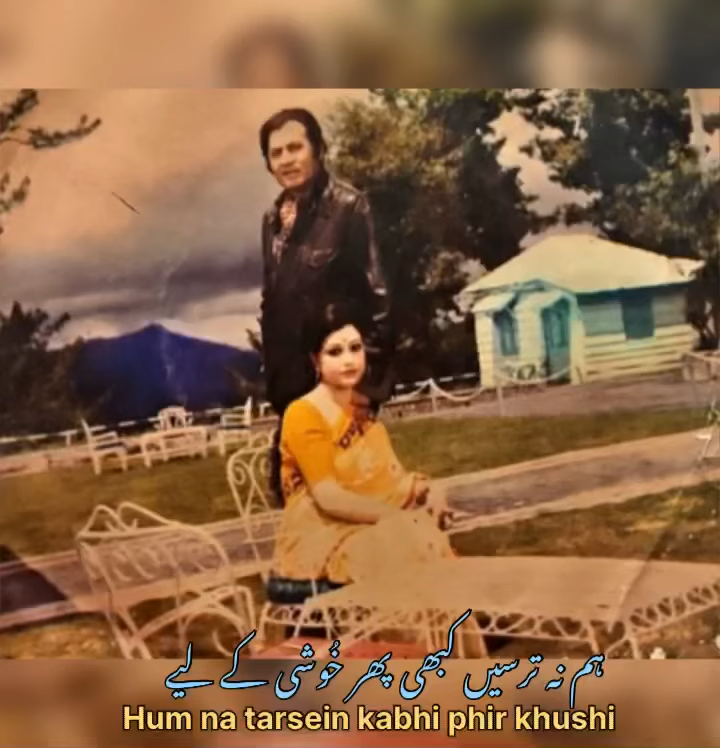 ہم نہ ترسیں کبھی پھر خُوشی کے لیے
Hum na tarsein kabhi phir khushi